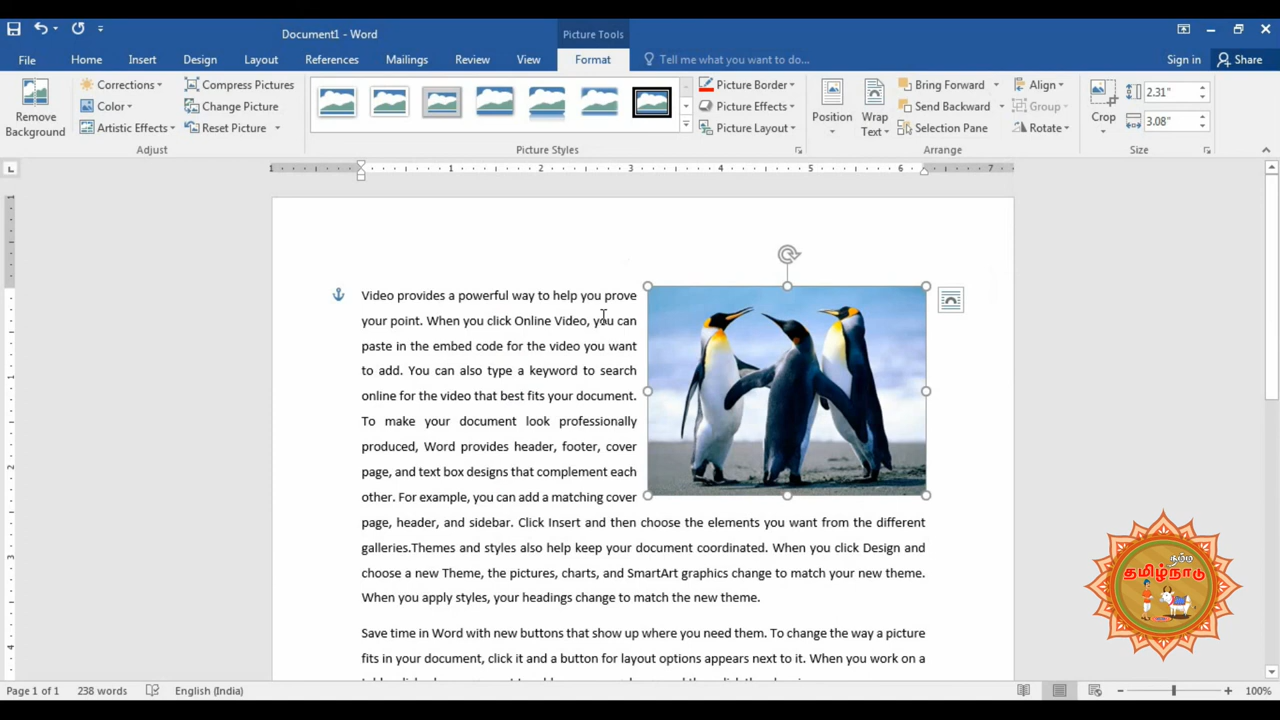 Document1 - Word
Picture Tools
File
Home
Insert
Design
Layout
References
Mailings
Review
View
Format
Tell me what you want to do...
Sign in
Share
Remove
Background
Corrections
Color
Artistic Effects
Compress Pictures
Change Picture
Reset Picture
Adjust
Picture Border
Picture Effects
Picture Layout
Picture Styles
Position
Wrap
Text
Bring Forward
Send Backward
Selection Pane
Align
Group
Rotate
Arrange
Crop
2.31"
3.08"
Size
1 1 2 3 4 5 6 7
Video provides a powerful way to help you prove
your point. When you click Online Video, you can
paste in the embed code for the video you want
to add. You can also type a keyword to search
online for the video that best fits your document.
To make your document look professionally
produced, Word provides header, footer, cover
page, and text box designs that complement each
other. For example, you can add a matching cover
page, header, and sidebar. Click Insert and then choose the elements you want from the different
galleries.Themes and styles also help keep your document coordinated. When you click Design and
choose a new Theme, the pictures, charts, and SmartArt graphics change to match your new theme.
When you apply styles, your headings change to match the new theme.
Save time in Word with new buttons that show up where you need them. To change the way a picture
fits in your document, click it and a button for layout options appears next to it. When you work on a
நம்ம
தமிழ்நாடு
Page 1 of 1
238 words
English (India)
100%